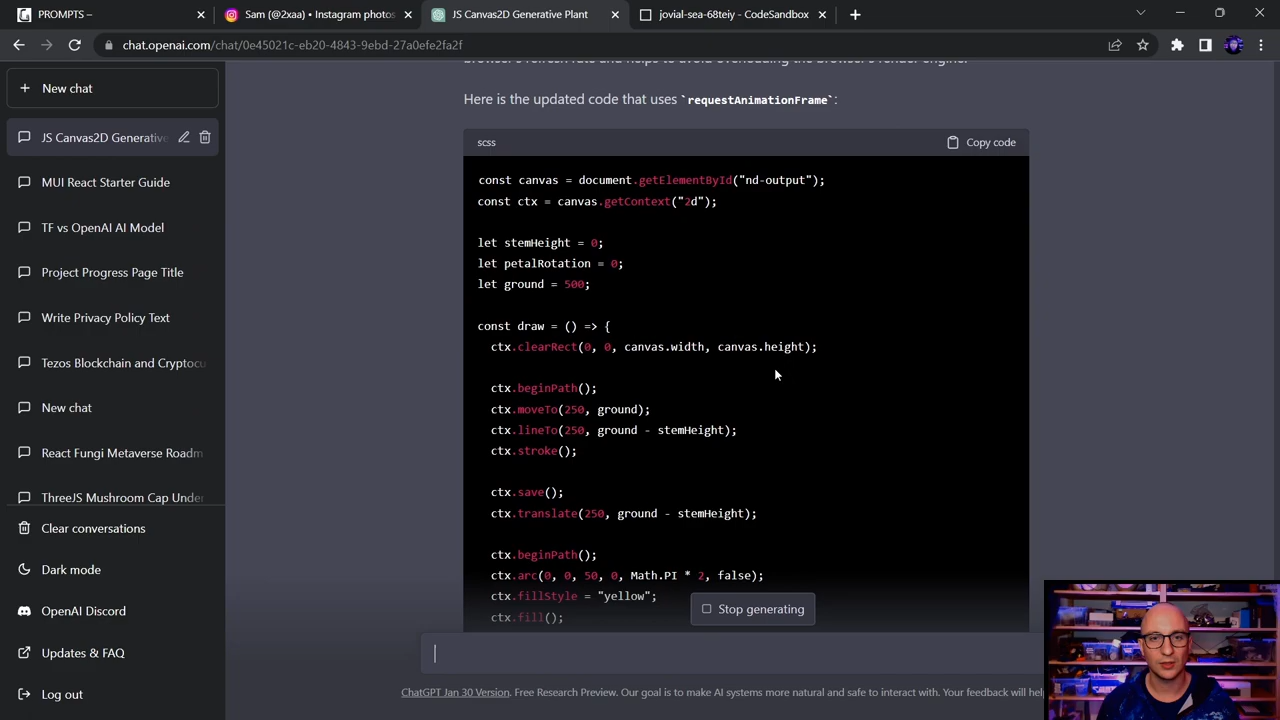 PROMPTS –
Sam (@2xaa) • Instagram photos
JS Canvas2D Generative Plant
jovial-sea-68teiy - CodeSandbox
chat.openai.com/chat/0e45021c-eb20-4843-9ebd-27a0efe2fa2f
New chat
JS Canvas2D Generative
MUI React Starter Guide
TF vs OpenAI AI Model
Project Progress Page Title
Write Privacy Policy Text
Tezos Blockchain and Cryptocu
New chat
React Fungi Metaverse Roadm
ThreeJS Mushroom Cap Under
Clear conversations
Dark mode
OpenAI Discord
Updates & FAQ
Log out
Here is the updated code that uses `requestAnimationFrame`:
scss
Copy code
const canvas = document.getElementById("nd-output");
const ctx = canvas.getContext("2d");
let stemHeight = 0;
let petalRotation = 0;
let ground = 500;
const draw = () => {
ctx.clearRect(0, 0, canvas.width, canvas.height);
ctx.beginPath();
ctx.moveTo(250, ground);
ctx.lineTo(250, ground - stemHeight);
ctx.stroke();
ctx.save();
ctx.translate(250, ground - stemHeight);
ctx.beginPath();
ctx.arc(0, 0, 50, 0, Math.PI * 2, false);
ctx.fillStyle = "yellow";
ctx.fill();
Stop generating
ChatGPT Jan 30 Version. Free Research Preview. Our goal is to make AI systems more natural and safe to interact with. Your feedback will hel